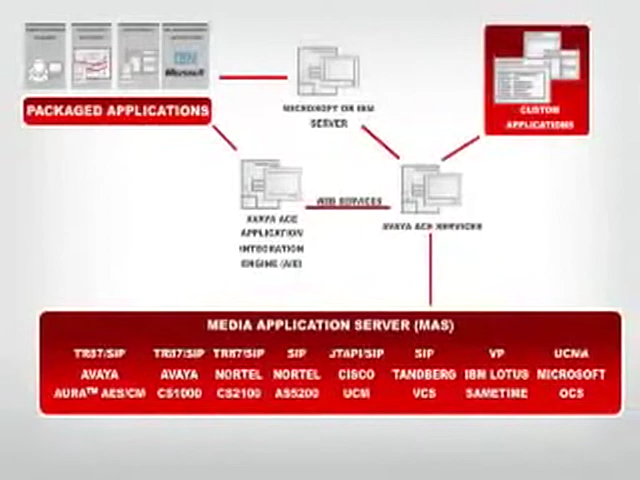 IBM
Microsoft
PACKAGED APPLICATIONS
MICROSOFT OR IBM
SERVER
CUSTOM
APPLICATIONS
AVAYA ACE
APPLICATION
INTEGRATION
ENGINE (AIE)
WEB SERVICES
AVAYA ACE SERVICES
MEDIA APPLICATION SERVER (MAS)
TR87/SIP TR87/SIP TR87/SIP SIP JTAPI/SIP SIP VP UCMA
AVAYA AVAYA NORTEL NORTEL CISCO TANDBERG IBM LOTUS MICROSOFT
AURA™ AES/CM CS1000 CS2100 AS5200 UCM VCS SAMETIME OCS